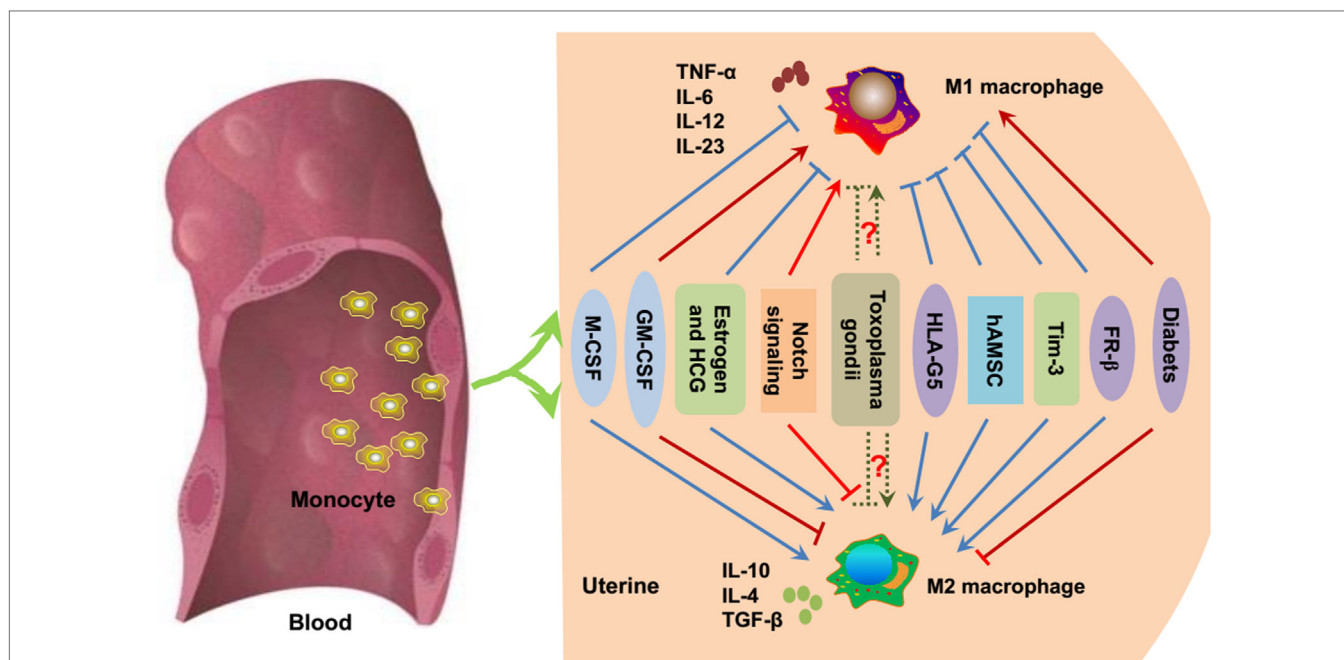 TNF-α
IL-6
IL-12
IL-23
M1 macrophage
?
M-CSF
GM-CSF
Estrogen
and HCG
Notch
signaling
Toxoplasma
gondii
HLA-G5
hAMSC
Tim-3
FR-β
Diabets
?
Monocyte
Blood
Uterine
IL-10
IL-4
TGF-β
M2 macrophage